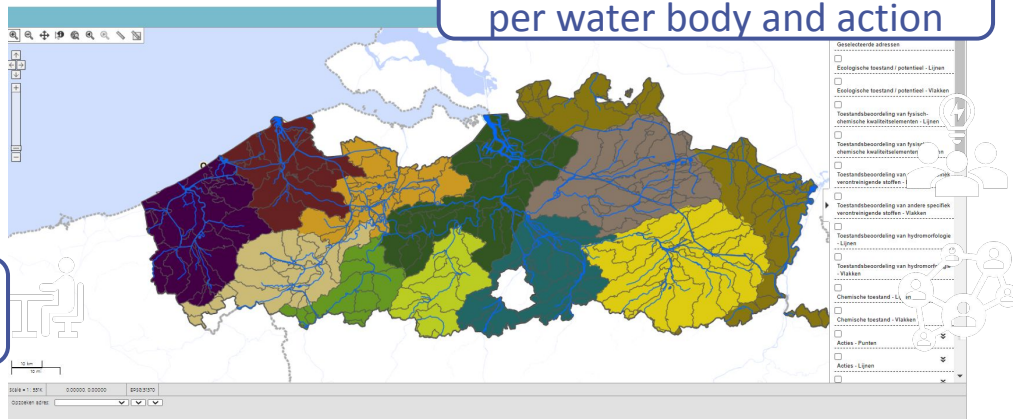 per water body and action
Geselecteerde adressen
Ecologische toestand / potentieel - Lijnen
Ecologische toestand / potentieel - Vlakken
Toestandsbeoordeling van fysisch-
chemische kwaliteitselementen - Lijnen
Toestandsbeoordeling van
chemische kwaliteitselementen
Toestandsbeoordeling van
verontreinigende stoffen -
Toestandsbeoordeling van andere specifiek
verontreinigende stoffen - Vlakken
Toestandsbeoordeling van hydromorfologie
- Lijnen
Toestandsbeoordeling van hydromorfologie
- Vlakken
Chemische toestand - Lijnen
Chemische toestand - Vlakken
Acties - Punten
Acties - Lijnen
10 km
10 mi
Scale = 1 : 551K
0.00000, 0.00000
EPSG:31370
Opzoeken adres: